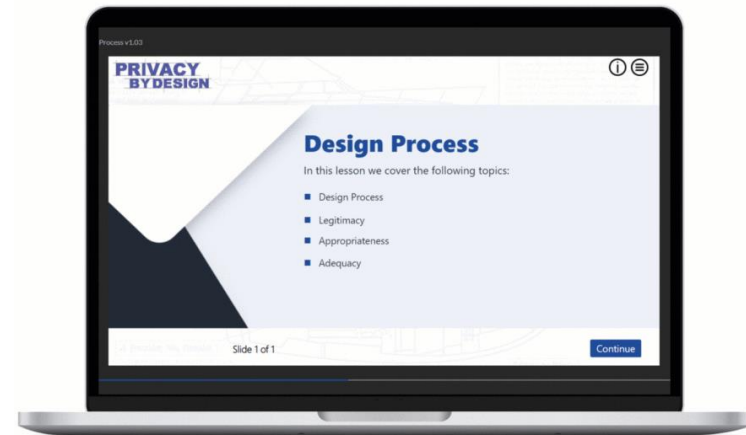 Process v1.03
PRIVACY
BY DESIGN
Design Process
In this lesson we cover the following topics:
Design Process
Legitimacy
Appropriateness
Adequacy
Slide 1 of 1
Continue